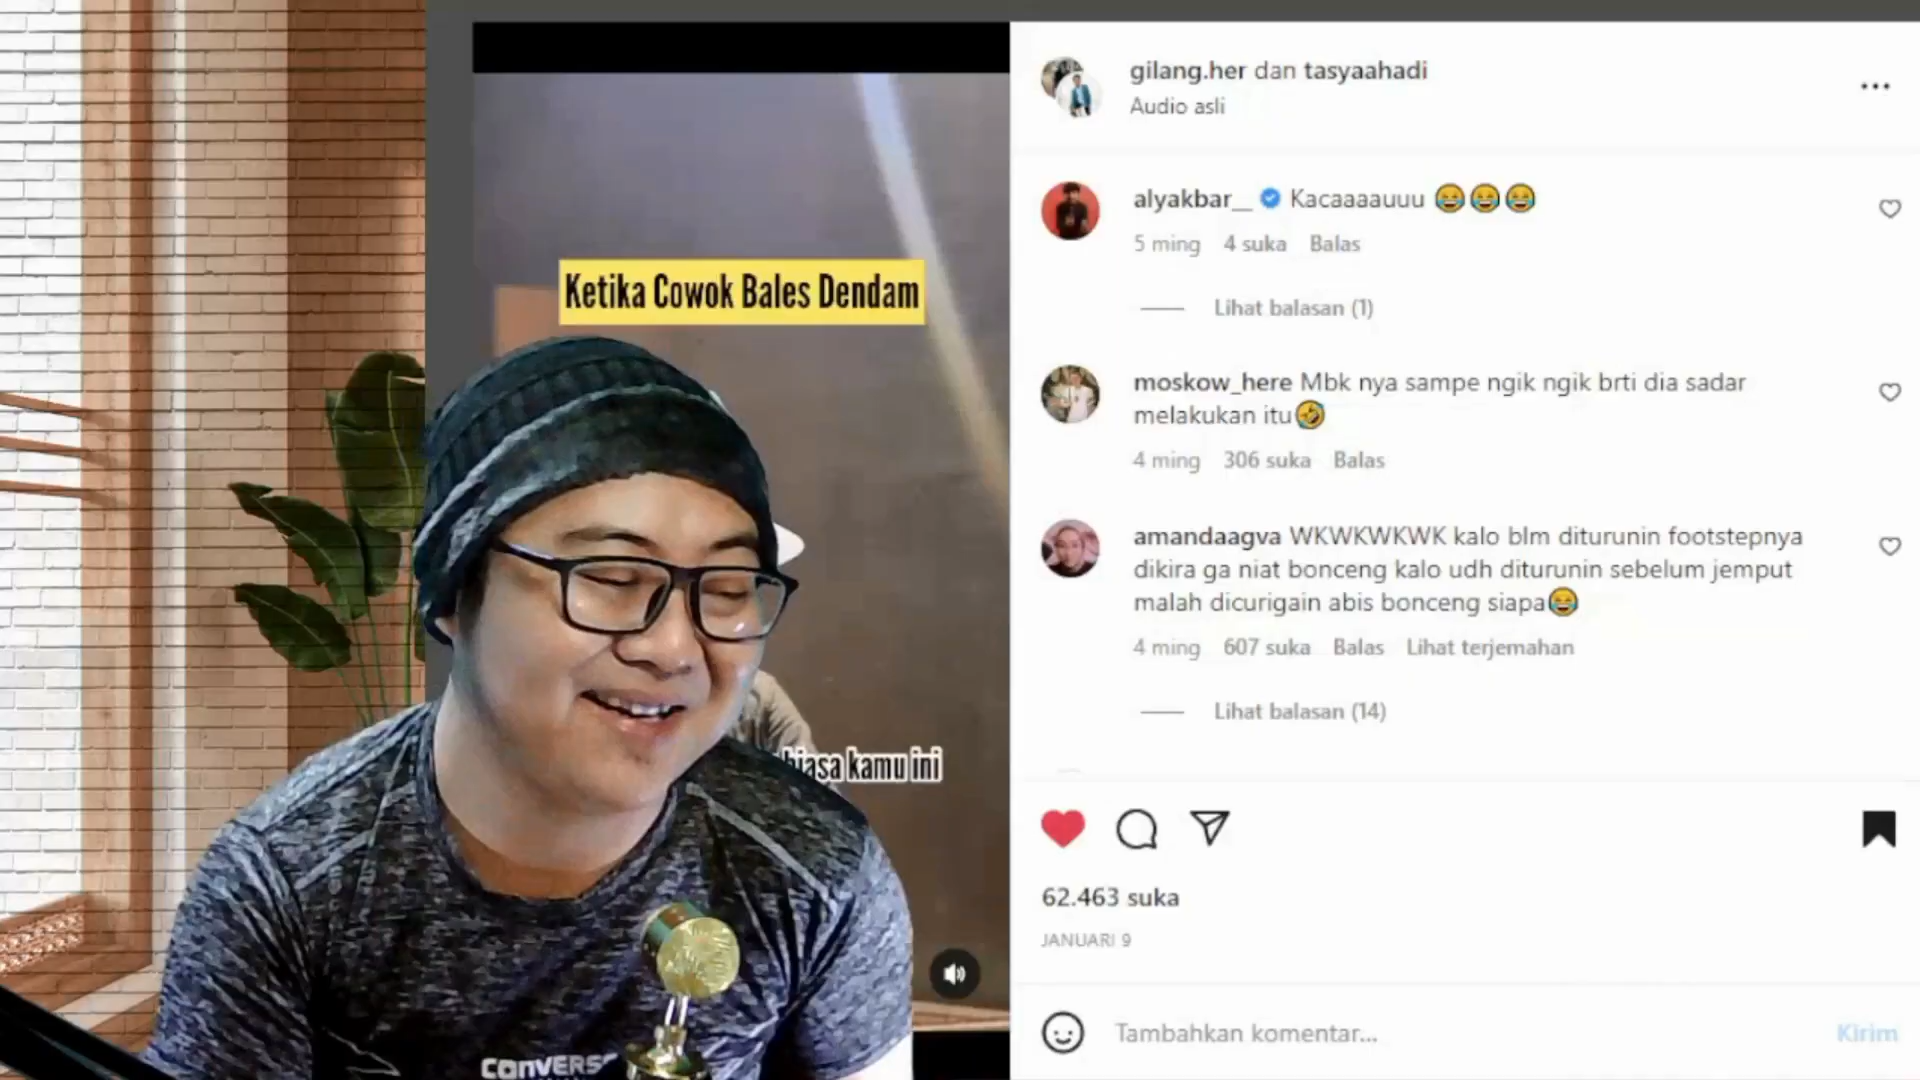 Ketika Cowok Bales Dendam
kamu ini
CONVERSE
gilang.her dan tasyaahadi
Audio asli
alyakbar__ Kacaaaauuu 😂😂😂
5 ming 4 suka Balas
Lihat balasan (1)
moskow_here Mbk nya sampe ngik ngik brti dia sadar
melakukan itu🤣
4 ming 306 suka Balas
amandaagva WKWKWKWK kalo blm diturunin footstepnya
dikira ga niat bonceng kalo udh diturunin sebelum jemput
malah dicurigain abis bonceng siapa😂
4 ming 607 suka Balas Lihat terjemahan
Lihat balasan (14)
62.463 suka
JANUARI 9
Tambahkan komentar...
Kirim